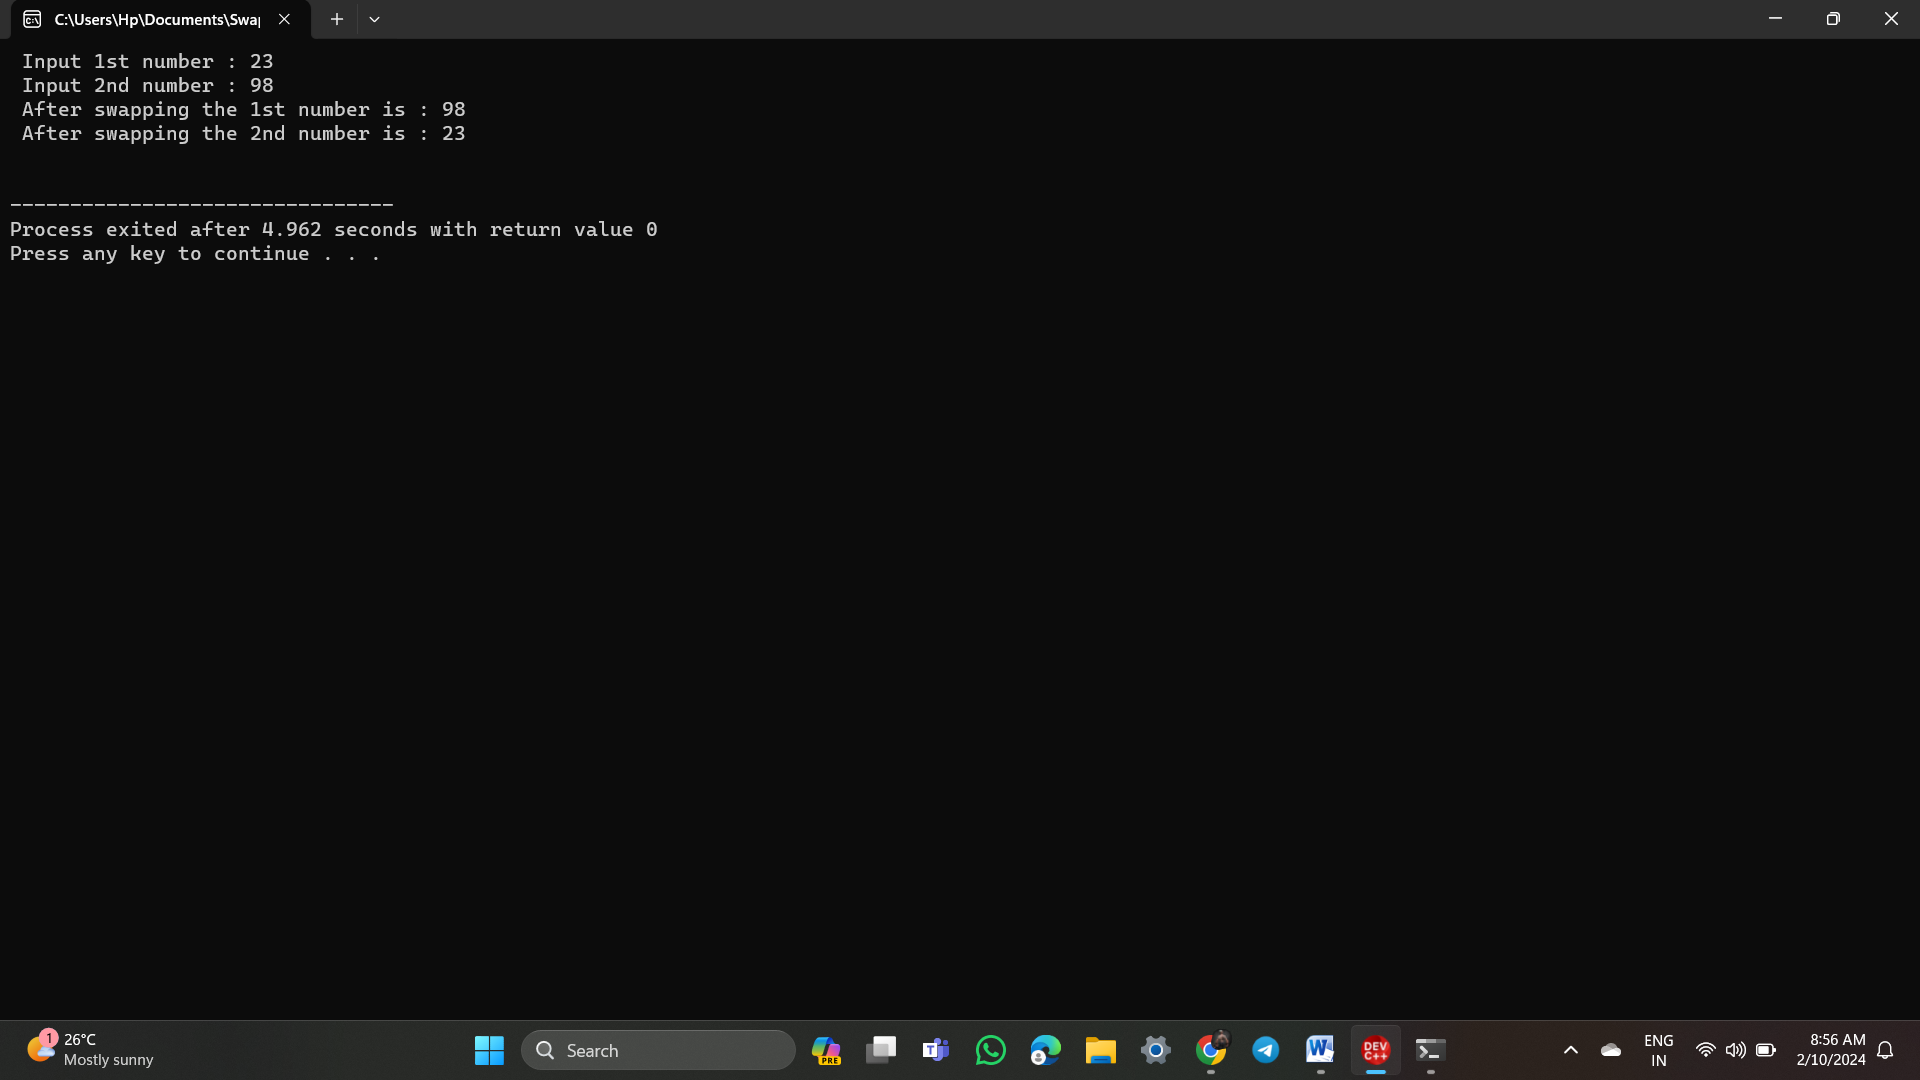 C:\Users\Hp\Documents\Swap
Input 1st number : 23
Input 2nd number : 98
After swapping the 1st number is : 98
After swapping the 2nd number is : 23
--------------------------------
Process exited after 4.962 seconds with return value 0
Press any key to continue . . .
1
26°C
Mostly sunny
Search
PRE
T
W
DEV
C++
ENG
IN
8:56 AM
2/10/2024